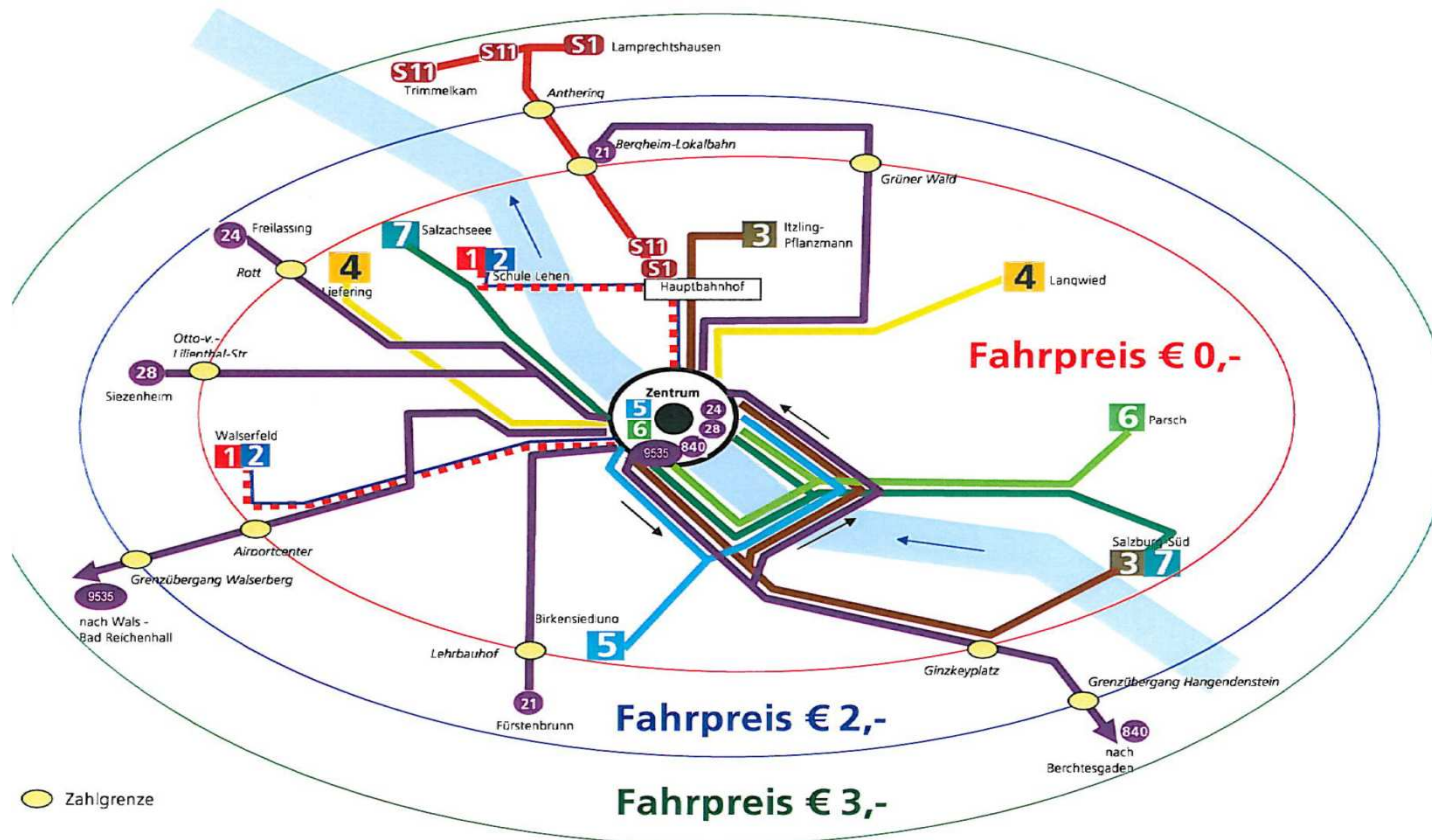 S11
S11
S1
Lamprechtshausen
Trimmelkam
Anthering
21
Bergheim-Lokalbahn
Grüner Wald
24
Freilassing
7
Salzachseee
3
Itzling-
Pflanzmann
Rott
4
Liefering
1 2
Schule Lehen
S11
S1
Hauptbahnhof
4
Langwied
Otto-v.-
Lilienthal-Str
28
Siezenheim
Fahrpreis € 0,-
Zentrum
5
24
6
28
9535
840
6
Parsch
Walserfeld
1 2
Airportcenter
Grenzübergang Walserberg
9535
nach Wals -
Bad Reichenhall
Salzburg-Süd
3 7
Birkensiedlung
5
Lehrbauhof
21
Fürstenbrunn
Ginzkeyplatz
Grenzübergang Hangendenstein
840
nach
Berchtesgaden
Fahrpreis € 2,-
Zahlgrenze
Fahrpreis € 3,-